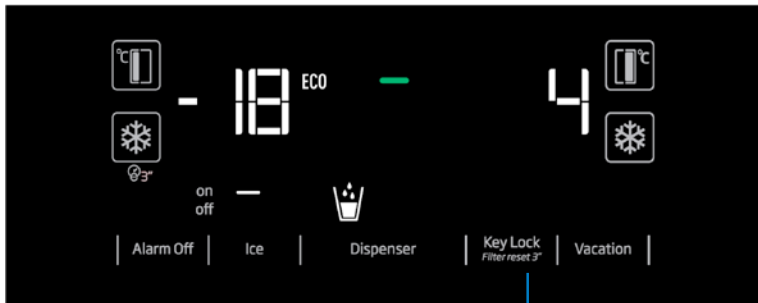 °C
°C
- 18 ECO
4
3"
on
off
Alarm Off
Ice
Dispenser
Key Lock
Filter reset 3"
Vacation